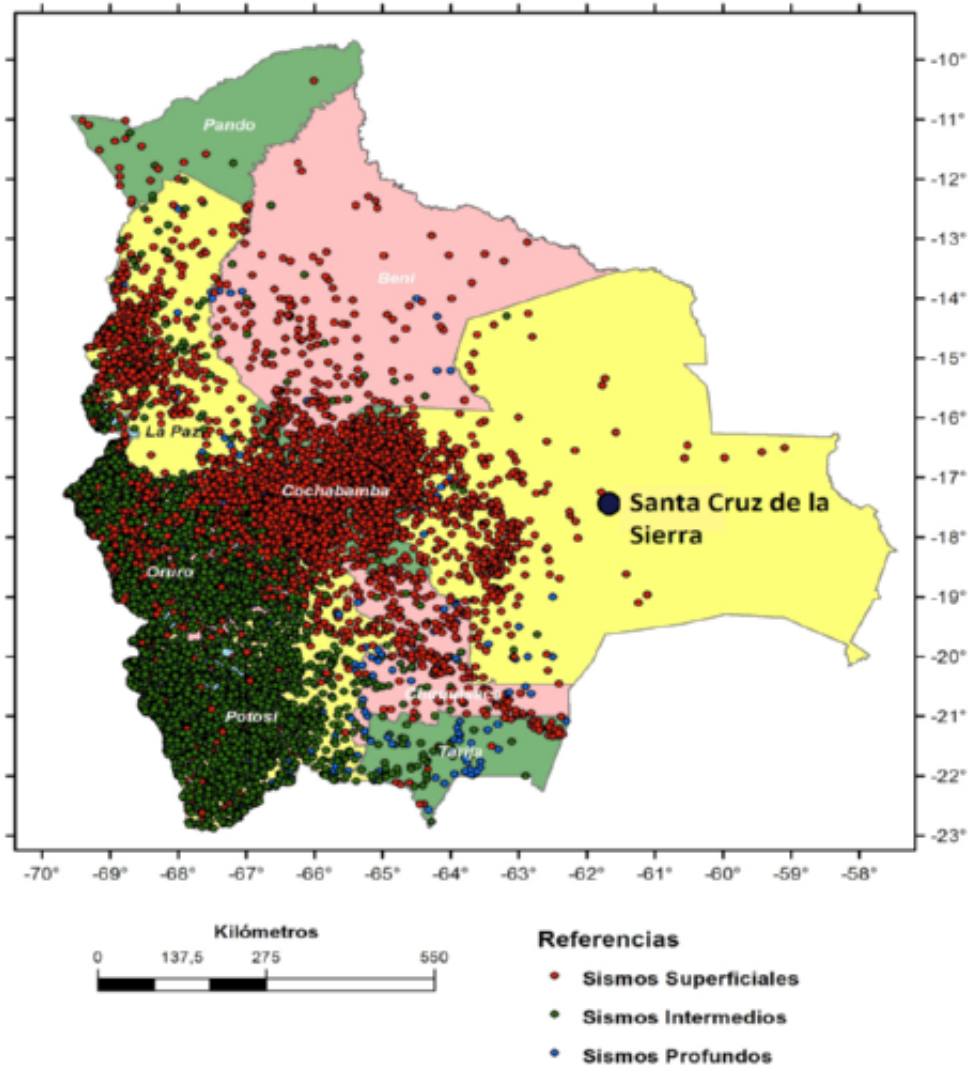 -10°
-11°
Pando
-12°
-13°
Beni
-14°
-15°
La Paz
-16°
Cochabamba
-17°
Santa Cruz de la
Sierra
-18°
Oruro
-19°
-20°
Potosí
-21°
Tarija
-22°
-23°
-70° -69° -68° -67° -66° -65° -64° -63° -62° -61° -60° -59° -58°
Kilómetros
0 137,5 275 550
Referencias
Sismos Superficiales
Sismos Intermedios
Sismos Profundos